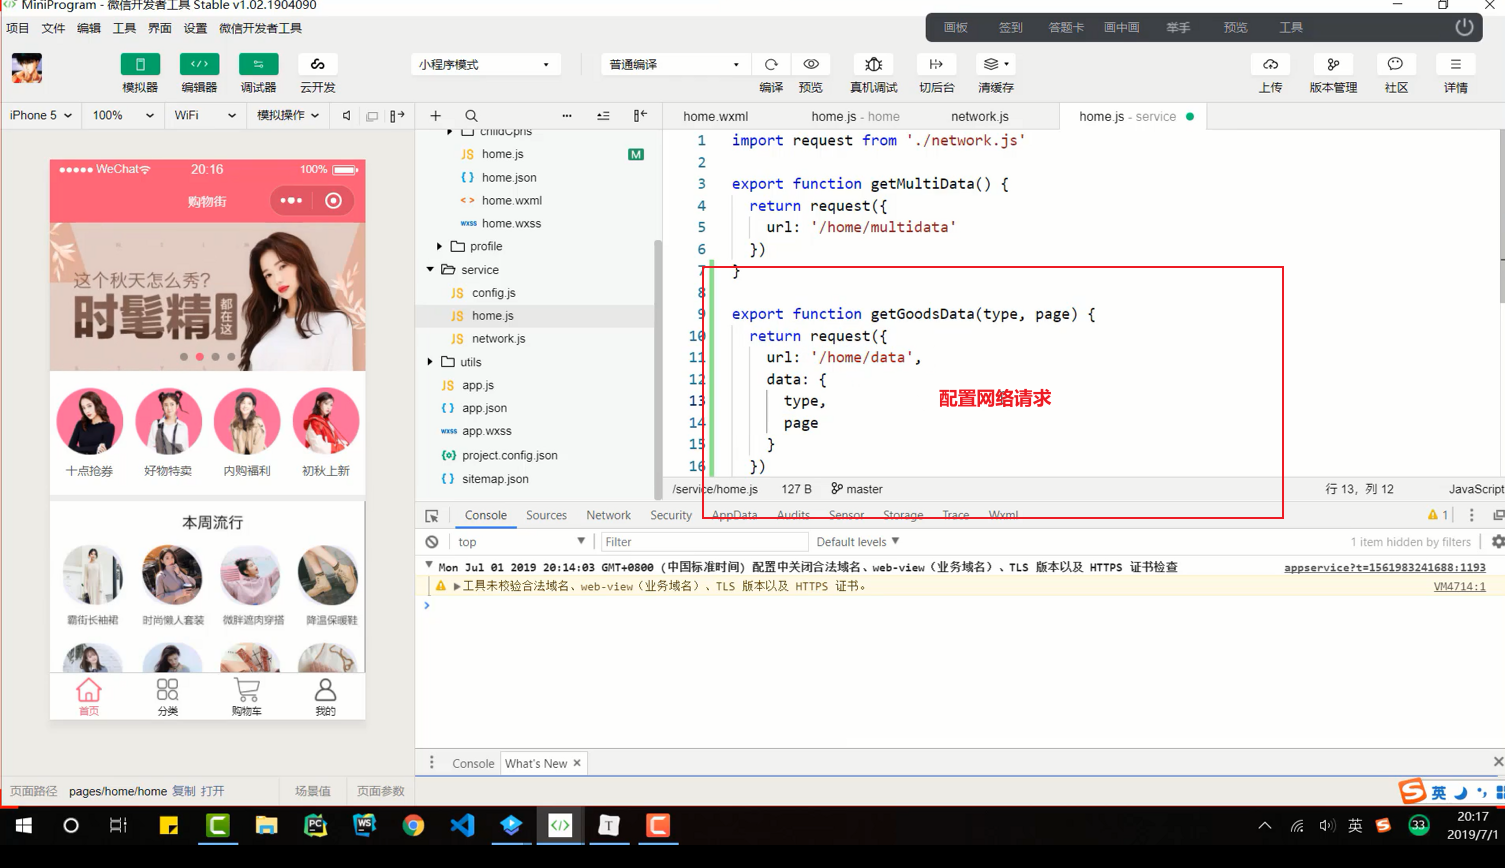 MiniProgram - 微信开发者工具 Stable v1.02.1904090
项目 文件 编辑 工具 界面 设置 微信开发者工具
画板 签到 答题卡 画中画 举手 预览 工具
小程序模式 普通编译
模拟器 编辑器 调试器 云开发 编译 预览 真机调试 切后台 清缓存 上传 版本管理 社区 详情
iPhone 5 100% WiFi 模拟操作
home.wxml home.js - home network.js home.js - service
WeChat 20:16 100%
购物街
这个秋天怎么秀?
时髦精 都在这
十点抢券 好物特卖 内购福利 初秋上新
本周流行
霸街长袖裙 时尚懒人套装 微胖遮肉穿搭 降温保暖鞋
首页 分类 购物车 我的
页面路径 pages/home/home 复制 打开 场景值 页面参数
childCpns
JS home.js M
{ } home.json
< > home.wxml
wxss home.wxss
profile
service
JS config.js
JS home.js
JS network.js
utils
JS app.js
{ } app.json
wxss app.wxss
{o} project.config.json
{ } sitemap.json
1 import request from './network.js'
2
3 export function getMultiData() {
4 return request({
5 url: '/home/multidata'
6 })
7 }
8
9 export function getGoodsData(type, page) {
10 return request({
11 url: '/home/data',
12 data: {
13 type,
14 page
15 }
16 })
配置网络请求
/service/home.js 127 B master 行 13，列 12 JavaScript
Console Sources Network Security AppData Audits Sensor Storage Trace Wxml 1
top Filter Default levels 1 item hidden by filters
Mon Jul 01 2019 20:14:03 GMT+0800 (中国标准时间) 配置中关闭合法域名、web-view（业务域名）、TLS 版本以及 HTTPS 证书检查 appservice?t=1561983241688:1193
工具未校验合法域名、web-view（业务域名）、TLS 版本以及 HTTPS 证书。 VM4714:1
Console What's New
英
英 33 20:17
2019/7/1